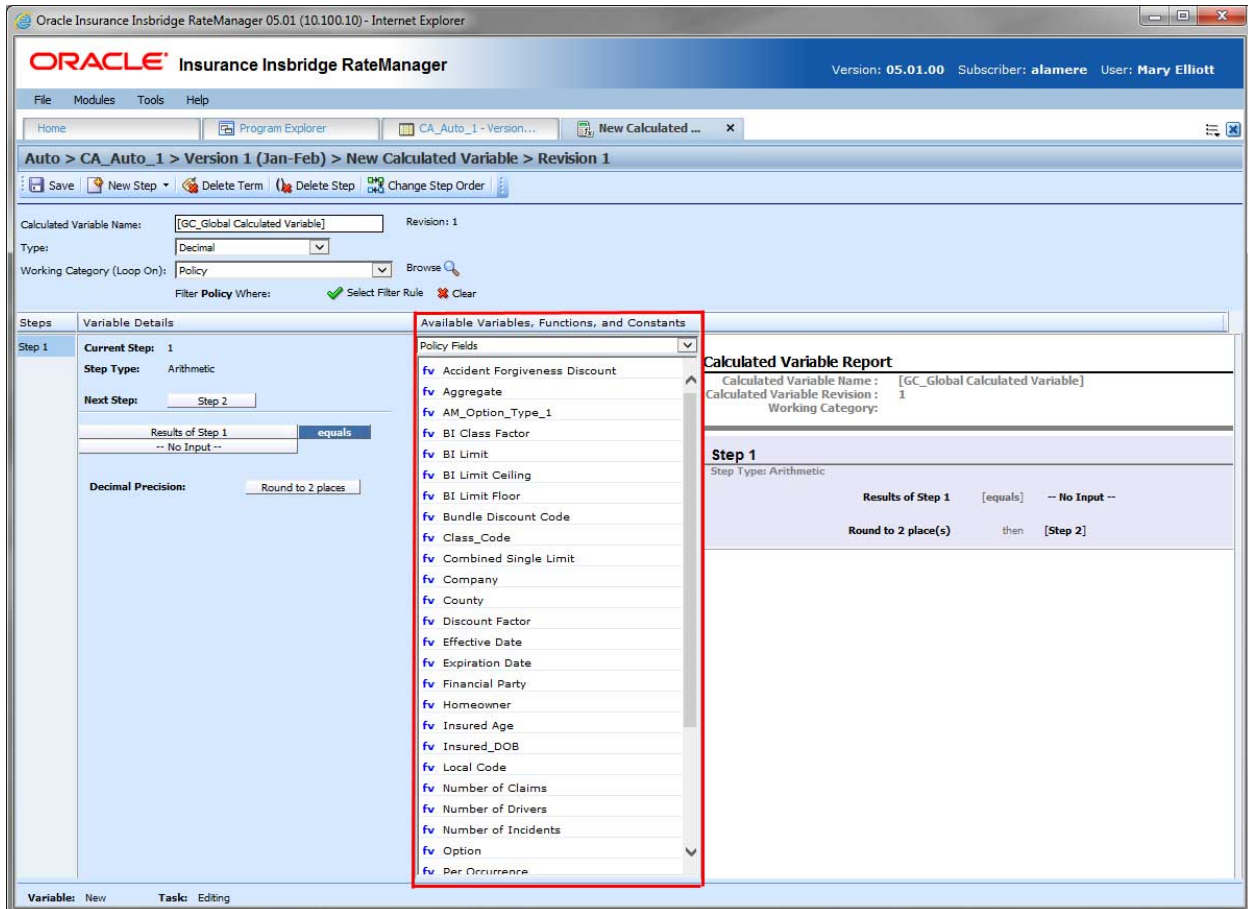 Oracle Insurance Insbridge RateManager 05.01 (10.100.10) - Internet Explorer
ORACLE Insurance Insbridge RateManager
Version: 05.01.00 Subscriber: alamere User: Mary Elliott
File Modules Tools Help
Home Program Explorer CA_Auto_1 - Version... New Calculated ... x
Auto > CA_Auto_1 > Version 1 (Jan-Feb) > New Calculated Variable > Revision 1
Save New Step Delete Term Delete Step Change Step Order
Calculated Variable Name: [GC_Global Calculated Variable] Revision: 1
Type: Decimal
Working Category (Loop On): Policy Browse
Filter Policy Where: Select Filter Rule Clear
Steps Variable Details Available Variables, Functions, and Constants
Step 1
Current Step: 1
Step Type: Arithmetic
Next Step: Step 2
Results of Step 1 equals
-- No Input --
Decimal Precision: Round to 2 places
Policy Fields
fv Accident Forgiveness Discount
fv Aggregate
fv AM_Option_Type_1
fv BI Class Factor
fv BI Limit
fv BI Limit Ceiling
fv BI Limit Floor
fv Bundle Discount Code
fv Class_Code
fv Combined Single Limit
fv Company
fv County
fv Discount Factor
fv Effective Date
fv Expiration Date
fv Financial Party
fv Homeowner
fv Insured Age
fv Insured_DOB
fv Local Code
fv Number of Claims
fv Number of Drivers
fv Number of Incidents
fv Option
fv Per Occurrence
Calculated Variable Report
Calculated Variable Name : [GC_Global Calculated Variable]
Calculated Variable Revision : 1
Working Category:
Step 1
Step Type: Arithmetic
Results of Step 1 [equals] -- No Input --
Round to 2 place(s) then [Step 2]
Variable: New Task: Editing